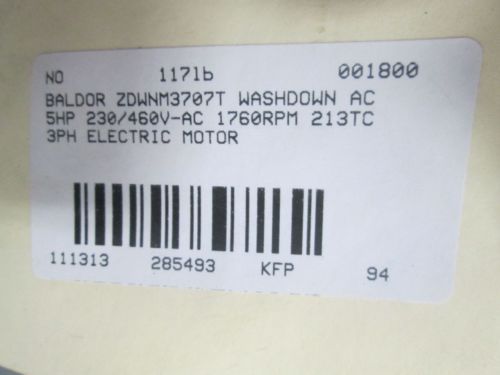 NO 117lb 001800
BALDOR ZDWNM3707T WASHDOWN AC
5HP 230/460V-AC 1760RPM 213TC
3PH ELECTRIC MOTOR
111313 285493 KFP 94